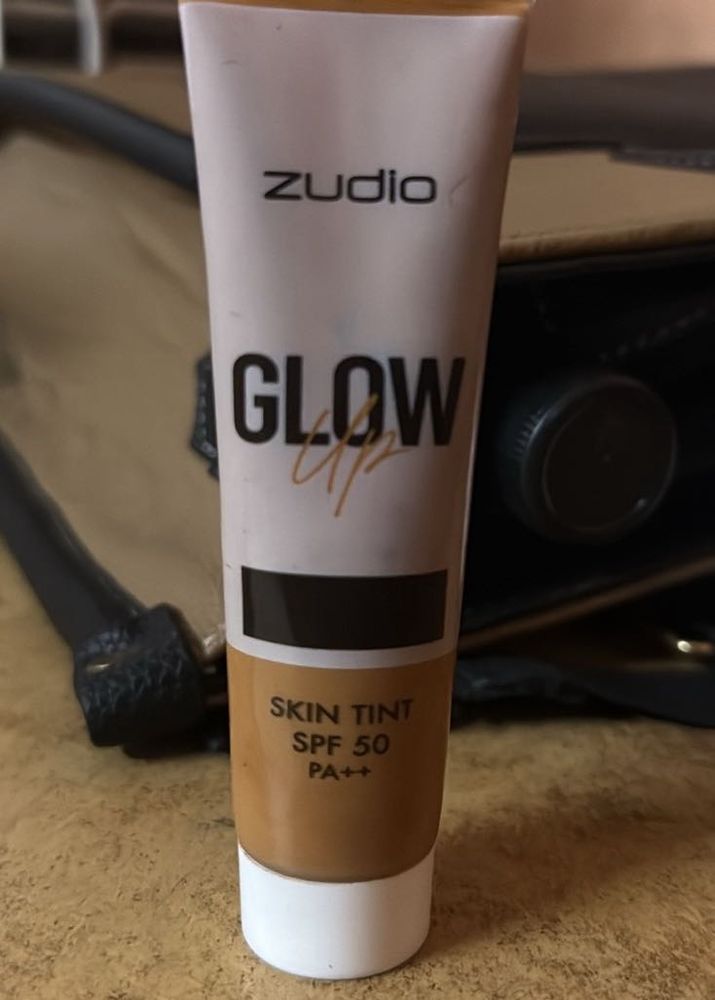 zudio
GLOW
Up
SKIN TINT
SPF 50
PA++